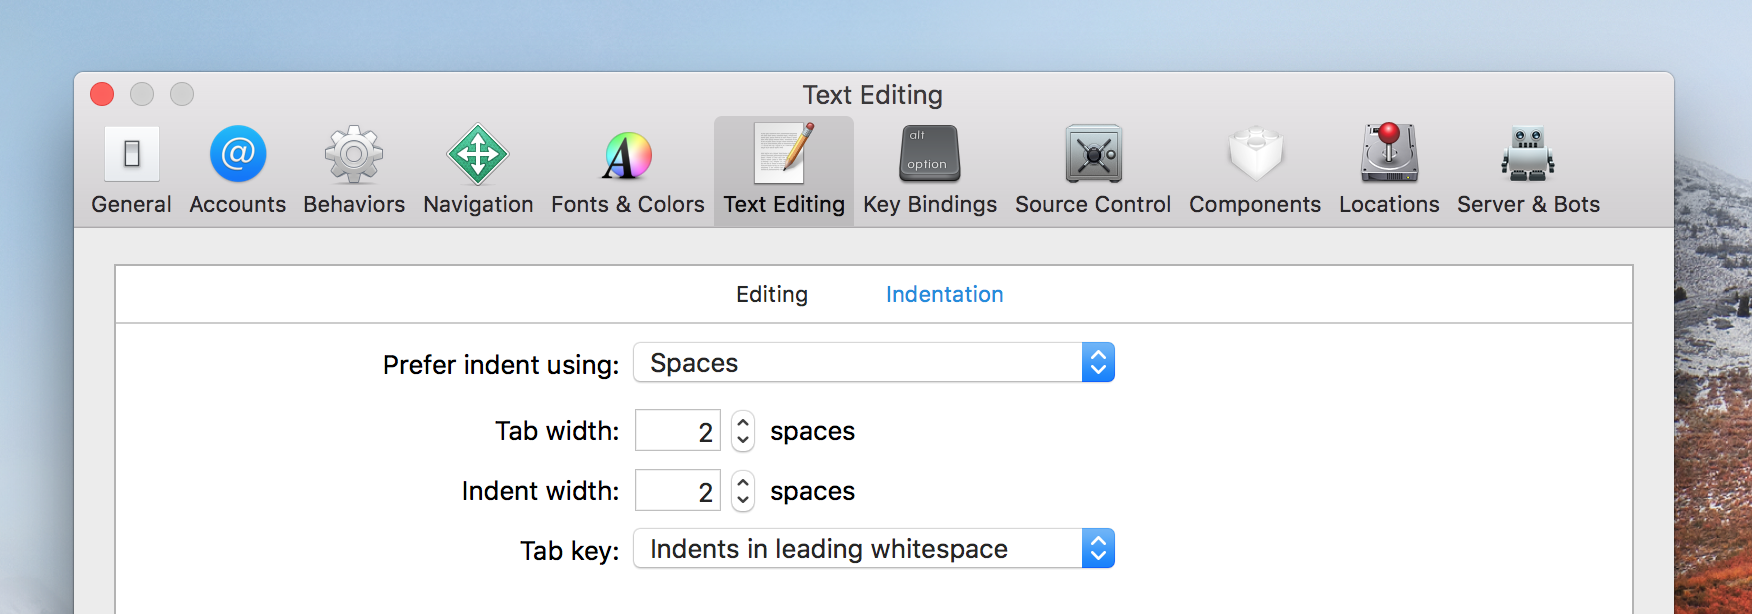 Text Editing
@
alt
option
General Accounts Behaviors Navigation Fonts & Colors Text Editing Key Bindings Source Control Components Locations Server & Bots
Editing Indentation
Prefer indent using: Spaces
Tab width: 2 spaces
Indent width: 2 spaces
Tab key: Indents in leading whitespace